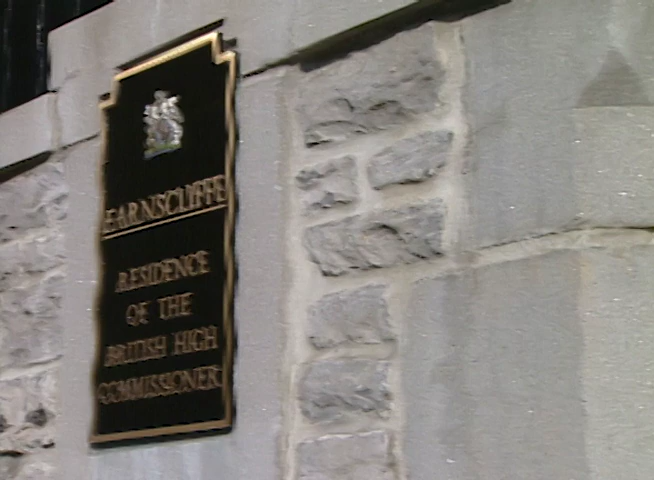 EARNSCLIFFE
RESIDENCE
OF THE
BRITISH HIGH
COMMISSIONER